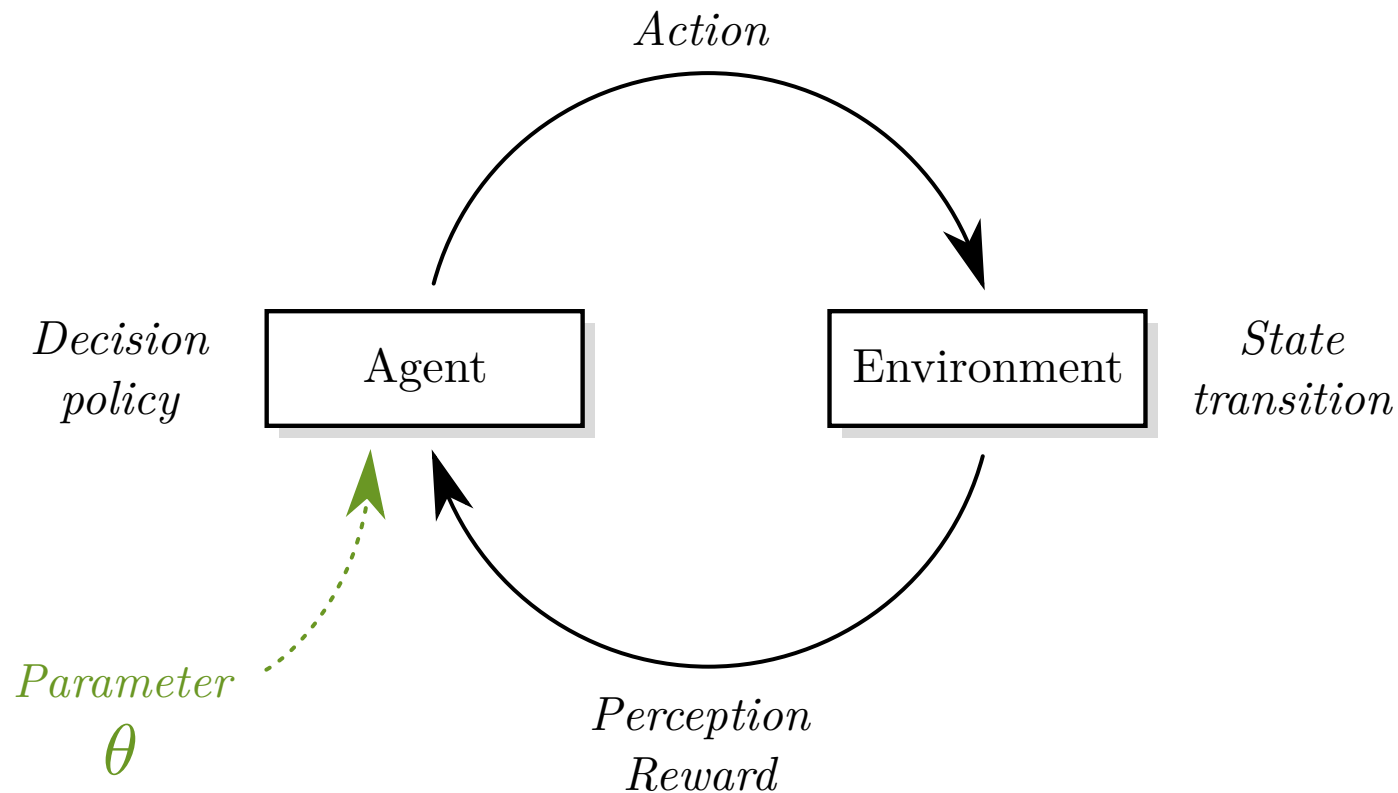 Action
Decision
policy
Agent
Environment
State
transition
Parameter
θ
Perception
Reward